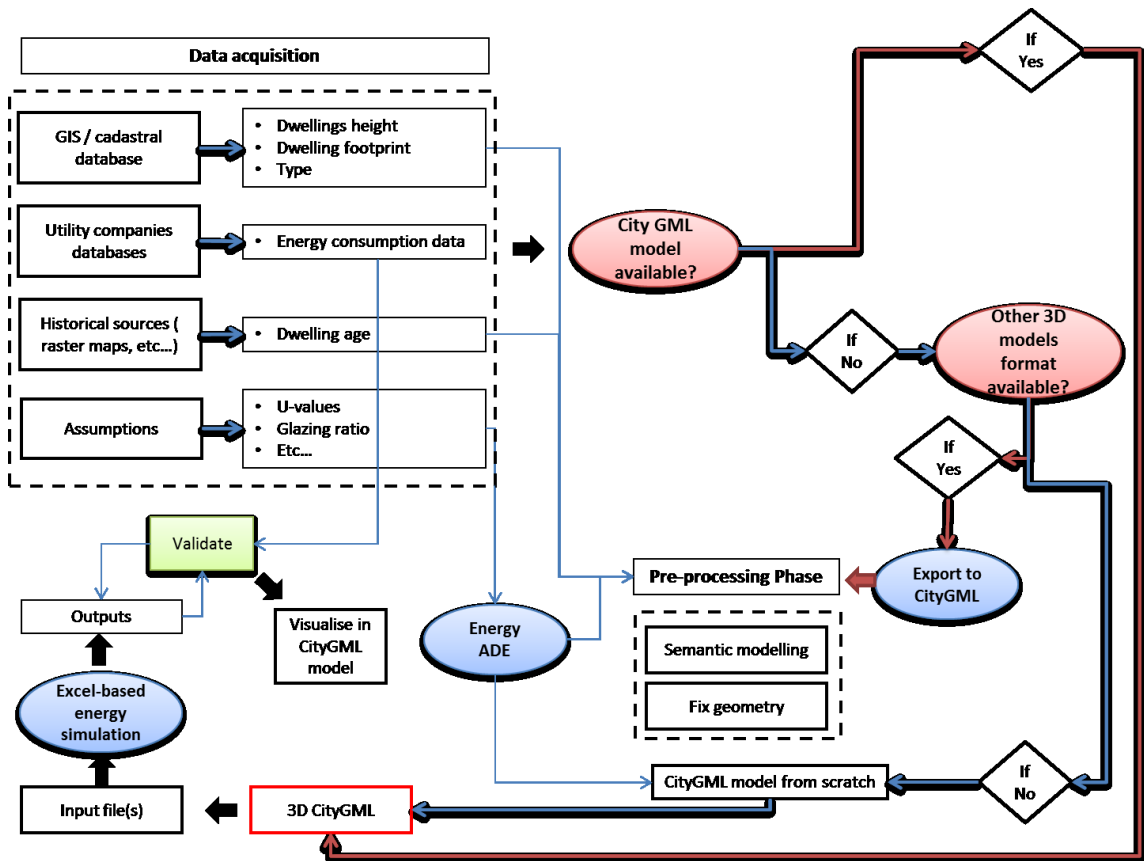 Data acquisition
GIS / cadastral
database
• Dwellings height
• Dwelling footprint
• Type
Utility companies
databases
• Energy consumption data
Historical sources (
raster maps, etc...)
• Dwelling age
Assumptions
• U-values
• Glazing ratio
• Etc...
City GML
model
available?
If
Yes
If
No
Other 3D
models
format
available?
If
Yes
Export to
CityGML
Pre-processing Phase
Semantic modelling
Fix geometry
If
No
CityGML model from scratch
Energy
ADE
Validate
Outputs
Visualise in
CityGML
model
Excel-based
energy
simulation
Input file(s)
3D CityGML